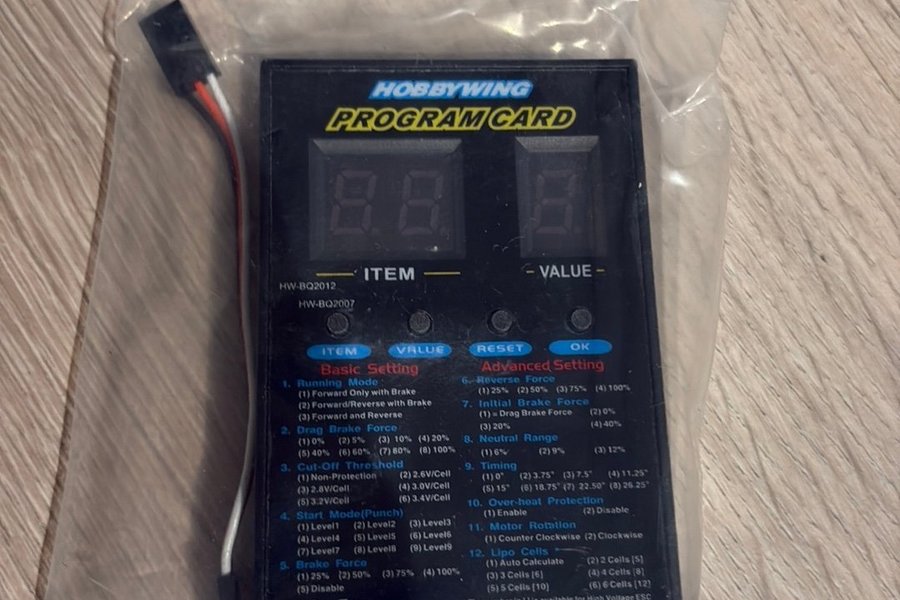 HOBBYWING
PROGRAM CARD
ITEM
VALUE
HW-BQ2012
HW-BQ2007
ITEM VALUE RESET OK
Basic Setting
1. Running Mode
(1) Forward Only with Brake
(2) Forward/Reverse with Brake
(3) Forward and Reverse
2. Drag Brake Force
(1) 0% (2) 5% (3) 10% (4) 20%
(5) 40% (6) 60% (7) 80% (8) 100%
3. Cut-Off Threshold
(1) Non-Protection (2) 2.6V/Cell
(3) 2.8V/Cell (4) 3.0V/Cell
(5) 3.2V/Cell (6) 3.4V/Cell
4. Start Mode(Punch)
(1) Level1 (2) Level2 (3) Level3
(4) Level4 (5) Level5 (6) Level6
(7) Level7 (8) Level8 (9) Level9
5. Brake Force
(1) 25% (2) 50% (3) 75% (4) 100%
(5) Disable
Advanced Setting
6. Reverse Force
(1) 25% (2) 50% (3) 75% (4) 100%
7. Initial Brake Force
(1) = Drag Brake Force (2) 0%
(3) 20% (4) 40%
8. Neutral Range
(1) 6% (2) 9% (3) 12%
9. Timing
(1) 0° (2) 3.75° (3) 7.5° (4) 11.25°
(5) 15° (6) 18.75° (7) 22.50° (8) 26.25°
10. Over-heat Protection
(1) Enable (2) Disable
11. Motor Rotation
(1) Counter Clockwise (2) Clockwise
12. Lipo Cells
(1) Auto Calculate (2) 2 Cells [5]
(3) 3 Cells [6] (4) 4 Cells [8]
(5) 5 Cells [10] (6) 6 Cells [12]
is available for High Voltage ESC